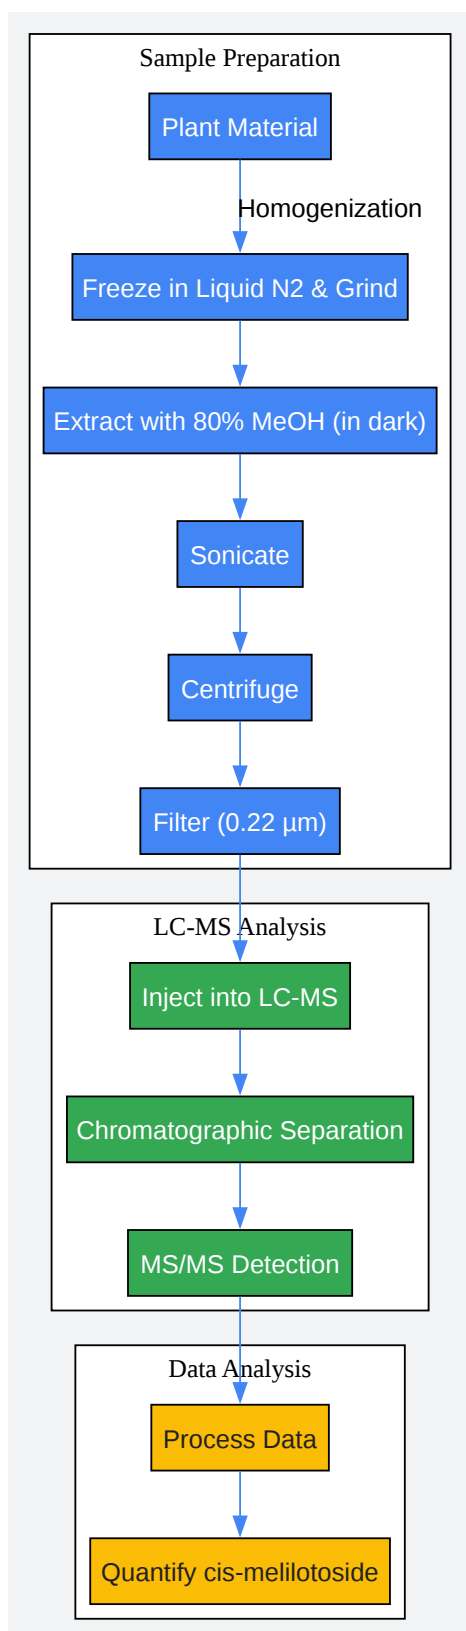 Sample Preparation
Plant Material
Homogenization
Freeze in Liquid N2 & Grind
Extract with 80% MeOH (in dark)
Sonicate
Centrifuge
Filter (0.22 µm)
LC-MS Analysis
Inject into LC-MS
Chromatographic Separation
MS/MS Detection
Data Analysis
Process Data
Quantify cis-melilotoside